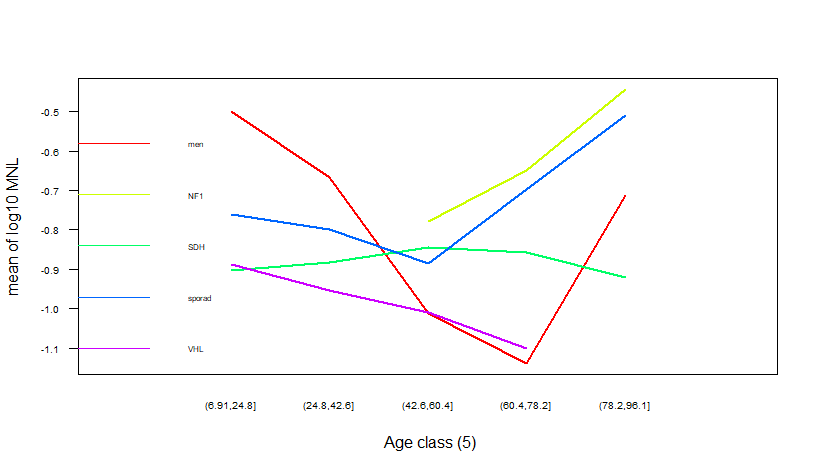 mean of log10 MNL
-0.5
-0.6
-0.7
-0.8
-0.9
-1.0
-1.1
men
NF1
SDH
sporad
VHL
(6.91,24.8]
(24.8,42.6]
(42.6,60.4]
(60.4,78.2]
(78.2,96.1]
Age class (5)